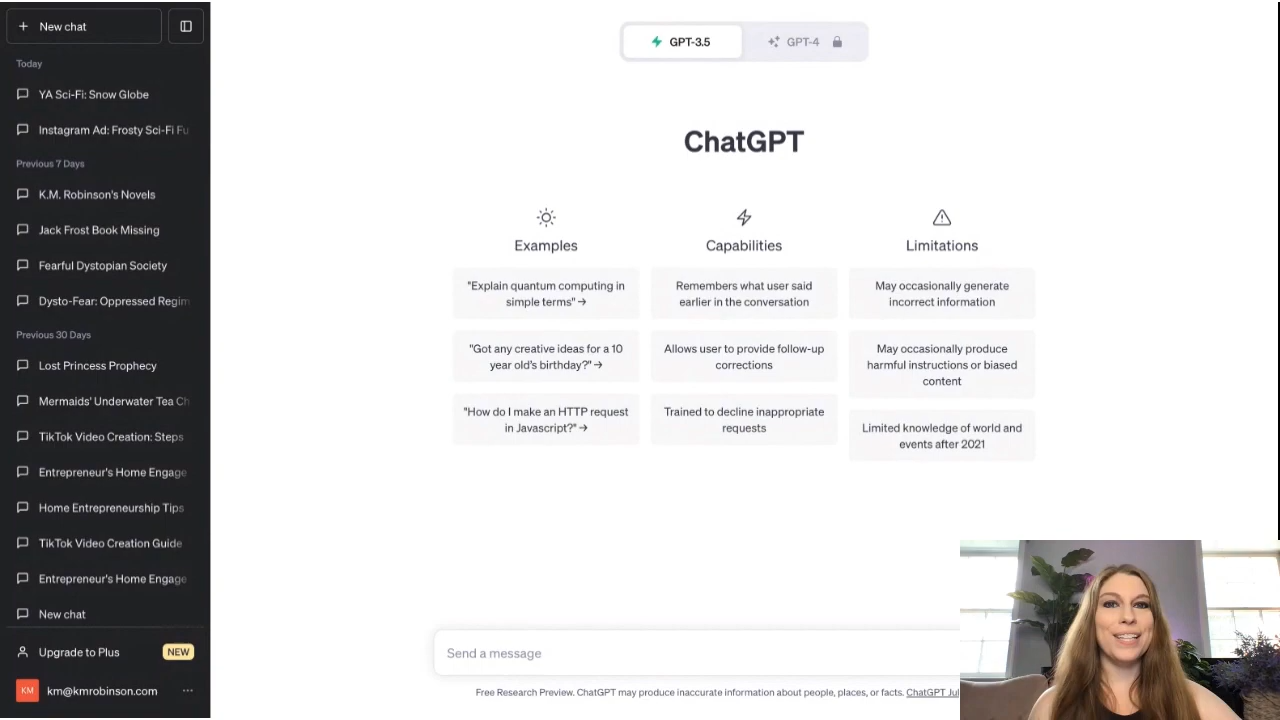 New chat
Today
YA Sci-Fi: Snow Globe
Instagram Ad: Frosty Sci-Fi Fu
Previous 7 Days
K.M. Robinson's Novels
Jack Frost Book Missing
Fearful Dystopian Society
Dysto-Fear: Oppressed Regim
Previous 30 Days
Lost Princess Prophecy
Mermaids' Underwater Tea Ch
TikTok Video Creation: Steps
Entrepreneur's Home Engage
Home Entrepreneurship Tips
TikTok Video Creation Guide
Entrepreneur's Home Engage
New chat
Upgrade to Plus NEW
KM km@kmrobinson.com
GPT-3.5 GPT-4
ChatGPT
Examples
"Explain quantum computing in
simple terms" →
"Got any creative ideas for a 10
year old's birthday?" →
"How do I make an HTTP request
in Javascript?" →
Capabilities
Remembers what user said
earlier in the conversation
Allows user to provide follow-up
corrections
Trained to decline inappropriate
requests
Limitations
May occasionally generate
incorrect information
May occasionally produce
harmful instructions or biased
content
Limited knowledge of world and
events after 2021
Send a message
Free Research Preview. ChatGPT may produce inaccurate information about people, places, or facts. ChatGPT Jul